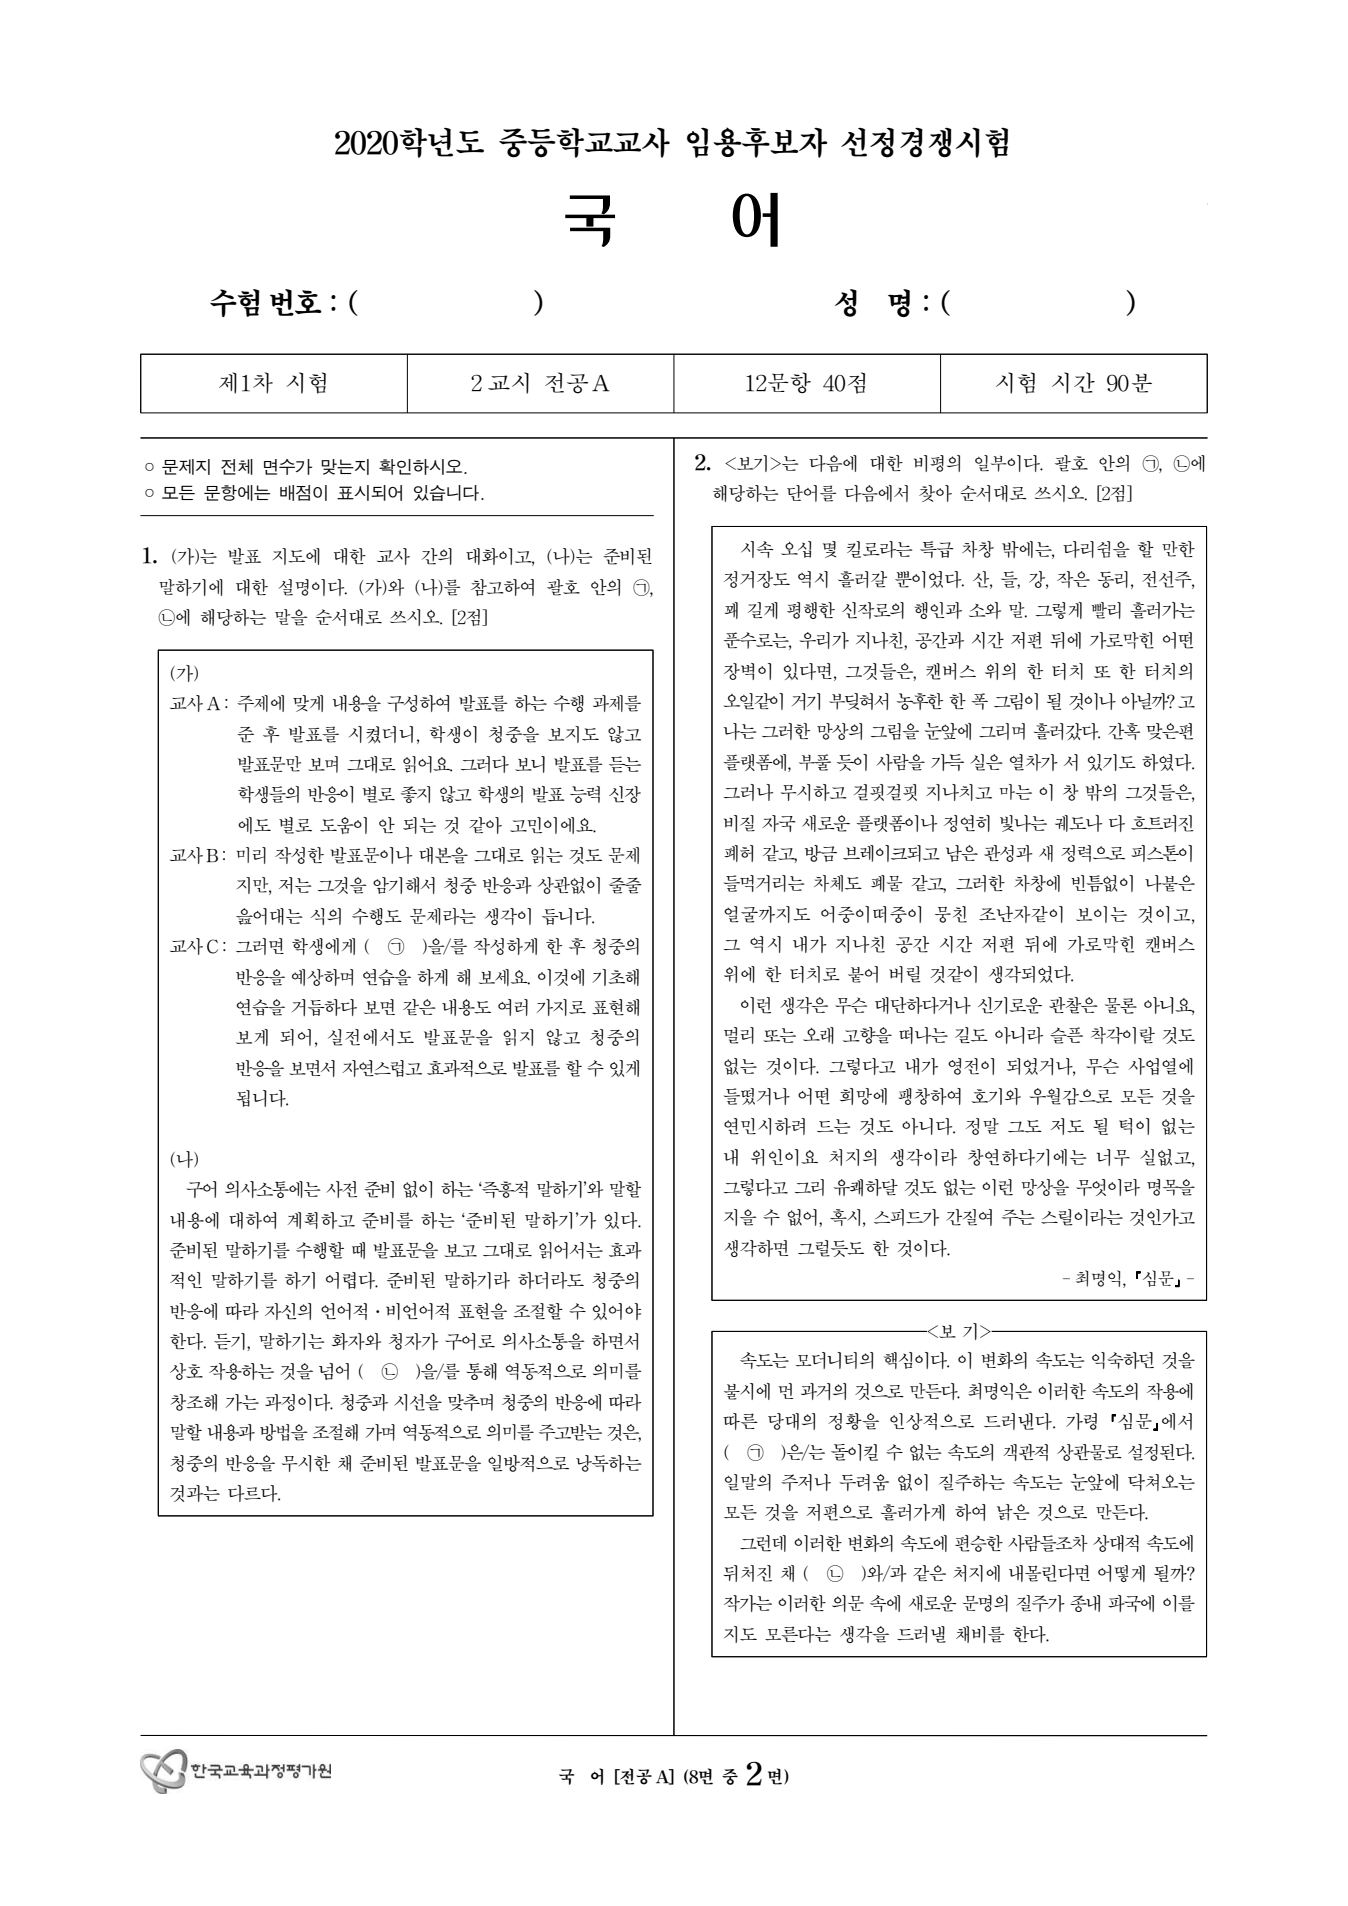 2020학년도 중등학교교사 임용후보자 선정경쟁시험
국 어
수험 번호 : ( )
성 명 : ( )
제1차 시험
2교시 전공A
12문항 40점
시험 시간 90분
○ 문제지 전체 면수가 맞는지 확인하시오.
○ 모든 문항에는 배점이 표시되어 있습니다.
1. (가)는 발표 지도에 대한 교사 간의 대화이고, (나)는 준비된
말하기에 대한 설명이다. (가)와 (나)를 참고하여 괄호 안의 ㉠,
㉡에 해당하는 말을 순서대로 쓰시오. [2점]
(가)
교사 A : 주제에 맞게 내용을 구성하여 발표를 하는 수행 과제를
준 후 발표를 시켰더니, 학생이 청중을 보지도 않고
발표문만 보며 그대로 읽어요. 그러다 보니 발표를 듣는
학생들의 반응이 별로 좋지 않고 학생의 발표 능력 신장
에도 별로 도움이 안 되는 것 같아 고민이에요.
교사 B : 미리 작성한 발표문이나 대본을 그대로 읽는 것도 문제
지만, 저는 그것을 암기해서 청중 반응과 상관없이 줄줄
읊어대는 식의 수행도 문제라는 생각이 듭니다.
교사 C : 그러면 학생에게 ( ㉠ )을/를 작성하게 한 후 청중의
반응을 예상하며 연습을 하게 해 보세요. 이것에 기초해
연습을 거듭하다 보면 같은 내용도 여러 가지로 표현해
보게 되어, 실전에서도 발표문을 읽지 않고 청중의
반응을 보면서 자연스럽고 효과적으로 발표를 할 수 있게
됩니다.
(나)
구어 의사소통에는 사전 준비 없이 하는 ‘즉흥적 말하기’와 말할
내용에 대하여 계획하고 준비를 하는 ‘준비된 말하기’가 있다.
준비된 말하기를 수행할 때 발표문을 보고 그대로 읽어서는 효과
적인 말하기를 하기 어렵다. 준비된 말하기라 하더라도 청중의
반응에 따라 자신의 언어적・비언어적 표현을 조절할 수 있어야
한다. 듣기, 말하기는 화자와 청자가 구어로 의사소통을 하면서
상호 작용하는 것을 넘어 ( ㉡ )을/를 통해 역동적으로 의미를
창조해 가는 과정이다. 청중과 시선을 맞추며 청중의 반응에 따라
말할 내용과 방법을 조절해 가며 역동적으로 의미를 주고받는 것은,
청중의 반응을 무시한 채 준비된 발표문을 일방적으로 낭독하는
것과는 다르다.
2. <보기>는 다음에 대한 비평의 일부이다. 괄호 안의 ㉠, ㉡에
해당하는 단어를 다음에서 찾아 순서대로 쓰시오. [2점]
시속 오십 몇 킬로라는 특급 차창 밖에는, 다리쉼을 할 만한
정거장도 역시 흘러갈 뿐이었다. 산, 들, 강, 작은 동리, 전선주,
꽤 길게 평행한 신작로의 행인과 소와 말. 그렇게 빨리 흘러가는
푼수로는, 우리가 지나친, 공간과 시간 저편 뒤에 가로막힌 어떤
장벽이 있다면, 그것들은, 캔버스 위의 한 터치 또 한 터치의
오일같이 거기 부딪혀서 농후한 한 폭 그림이 될 것이나 아닐까? 고
나는 그러한 망상의 그림을 눈앞에 그리며 흘러갔다. 간혹 맞은편
플랫폼에, 부풀 듯이 사람을 가득 실은 열차가 서 있기도 하였다.
그러나 무시하고 걸핏걸핏 지나치고 마는 이 창 밖의 그것들은,
비질 자국 새로운 플랫폼이나 정연히 빛나는 궤도나 다 흐트러진
폐허 같고, 방금 브레이크되고 남은 관성과 새 정력으로 피스톤이
들먹거리는 차체도 폐물 같고, 그러한 차창에 빈틈없이 나붙은
얼굴까지도 어중이떠중이 뭉친 조난자같이 보이는 것이고,
그 역시 내가 지나친 공간 시간 저편 뒤에 가로막힌 캔버스
위에 한 터치로 붙어 버릴 것같이 생각되었다.
이런 생각은 무슨 대단하다거나 신기로운 관찰은 물론 아니요,
멀리 또는 오래 고향을 떠나는 길도 아니라 슬픈 착각이랄 것도
없는 것이다. 그렇다고 내가 영전이 되었거나, 무슨 사업열에
들떴거나 어떤 희망에 팽창하여 호기와 우월감으로 모든 것을
연민시하려 드는 것도 아니다. 정말 그도 저도 될 턱이 없는
내 위인이요 처지의 생각이라 창연하다기에는 너무 실없고,
그렇다고 그리 유쾌하달 것도 없는 이런 망상을 무엇이라 명목을
지을 수 없어, 혹시, 스피드가 간질여 주는 스릴이라는 것인가고
생각하면 그럴듯도 한 것이다.
- 최명익, 『심문』 -
<보 기>
속도는 모더니티의 핵심이다. 이 변화의 속도는 익숙하던 것을
불시에 먼 과거의 것으로 만든다. 최명익은 이러한 속도의 작용에
따른 당대의 정황을 인상적으로 드러낸다. 가령 『심문』에서
( ㉠ )은/는 돌이킬 수 없는 속도의 객관적 상관물로 설정된다.
일말의 주저나 두려움 없이 질주하는 속도는 눈앞에 닥쳐오는
모든 것을 저편으로 흘러가게 하여 낡은 것으로 만든다.
그런데 이러한 변화의 속도에 편승한 사람들조차 상대적 속도에
뒤처진 채 ( ㉡ )와/과 같은 처지에 내몰린다면 어떻게 될까?
작가는 이러한 의문 속에 새로운 문명의 질주가 종내 파국에 이를
지도 모른다는 생각을 드러낼 채비를 한다.
한국교육과정평가원
국 어 [전공 A] (8면 중 2 면)